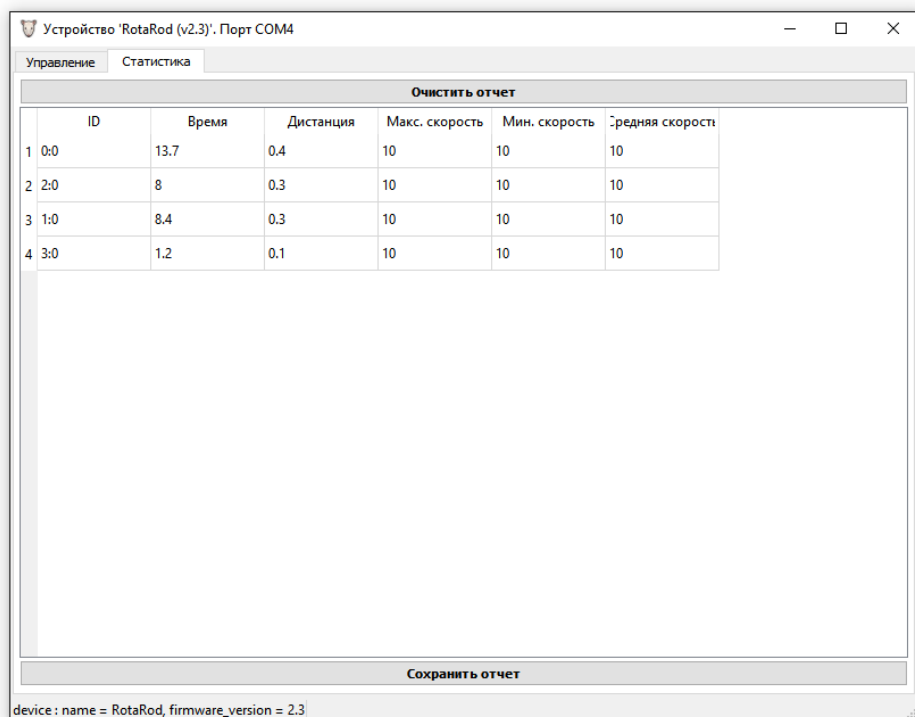 Устройство 'RotaRod (v2.3)'. Порт COM4
Управление Статистика
Очистить отчет
ID Время Дистанция Макс. скорость Мин. скорость Средняя скорость
1 0:0 13.7 0.4 10 10 10
2 2:0 8 0.3 10 10 10
3 1:0 8.4 0.3 10 10 10
4 3:0 1.2 0.1 10 10 10
Сохранить отчет
device : name = RotaRod, firmware_version = 2.3